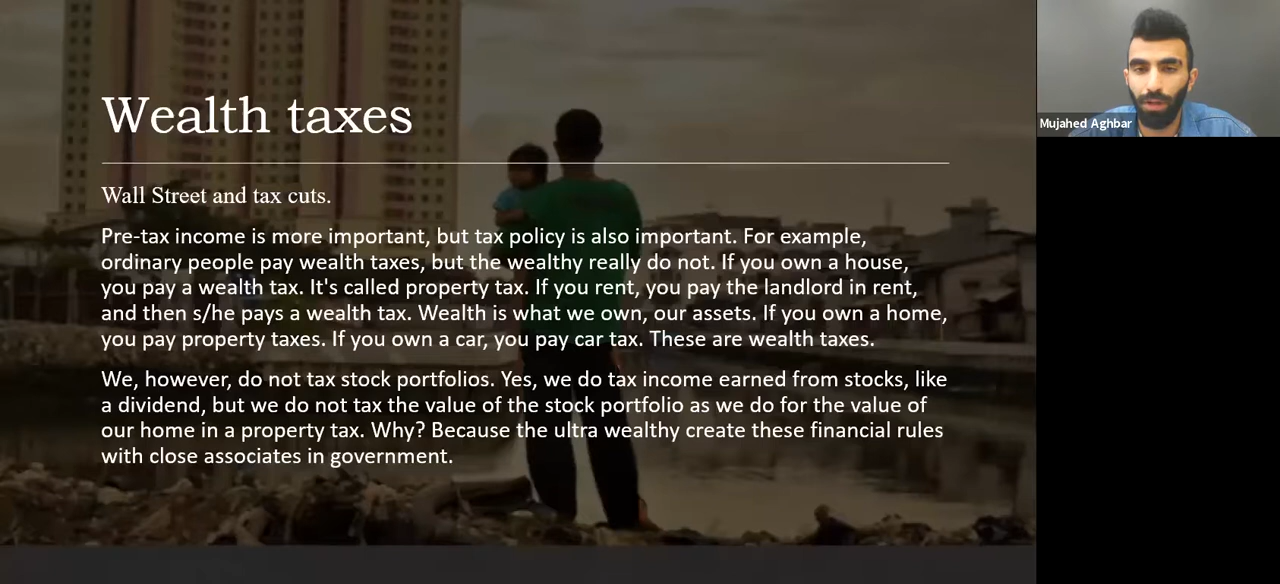 Wealth taxes
Wall Street and tax cuts.
Pre-tax income is more important, but tax policy is also important. For example,
ordinary people pay wealth taxes, but the wealthy really do not. If you own a house,
you pay a wealth tax. It's called property tax. If you rent, you pay the landlord in rent,
and then s/he pays a wealth tax. Wealth is what we own, our assets. If you own a home,
you pay property taxes. If you own a car, you pay car tax. These are wealth taxes.
We, however, do not tax stock portfolios. Yes, we do tax income earned from stocks, like
a dividend, but we do not tax the value of the stock portfolio as we do for the value of
our home in a property tax. Why? Because the ultra wealthy create these financial rules
with close associates in government.
Mujahed Aghbar